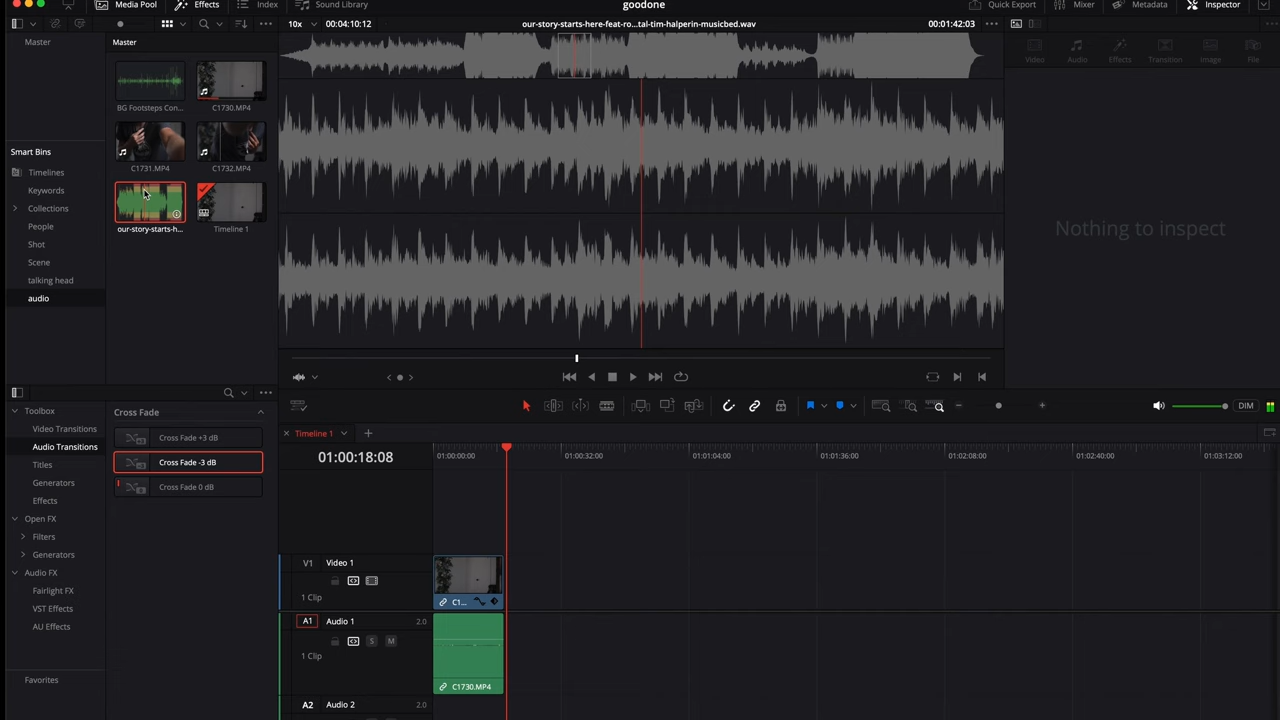 Media Pool
Effects
Index
Sound Library
goodone
Quick Export
Mixer
Metadata
Inspector
10x
00:04:10:12
our-story-starts-here-feat-ro...tal-tim-halperin-musicbed.wav
00:01:42:03
Master
Master
Video
Audio
Effects
Transition
Image
File
BG Footsteps Con...
C1730.MP4
C1731.MP4
C1732.MP4
our-story-starts-h...
Timeline 1
Smart Bins
Timelines
Keywords
Collections
People
Shot
Scene
talking head
audio
Nothing to inspect
Toolbox
Video Transitions
Audio Transitions
Titles
Generators
Effects
Open FX
Filters
Generators
Audio FX
Fairlight FX
VST Effects
AU Effects
Favorites
Cross Fade
Cross Fade +3 dB
Cross Fade -3 dB
Cross Fade 0 dB
DIM
Timeline 1
01:00:18:08
01:00:00:00
01:00:32:00
01:01:04:00
01:01:36:00
01:02:08:00
01:02:40:00
01:03:12:00
V1
Video 1
1 Clip
C1...
A1
Audio 1
2.0
S
M
1 Clip
C1730.MP4
A2
Audio 2
2.0